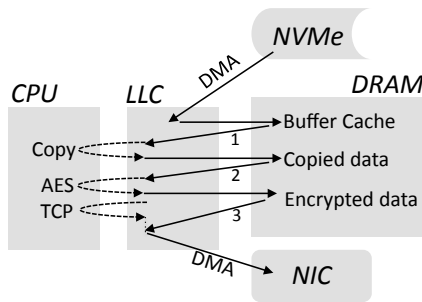 NVMe
DMA
DRAM
CPU
LLC
Buffer Cache
1
Copy
Copied data
2
AES
Encrypted data
TCP
3
DMA
NIC